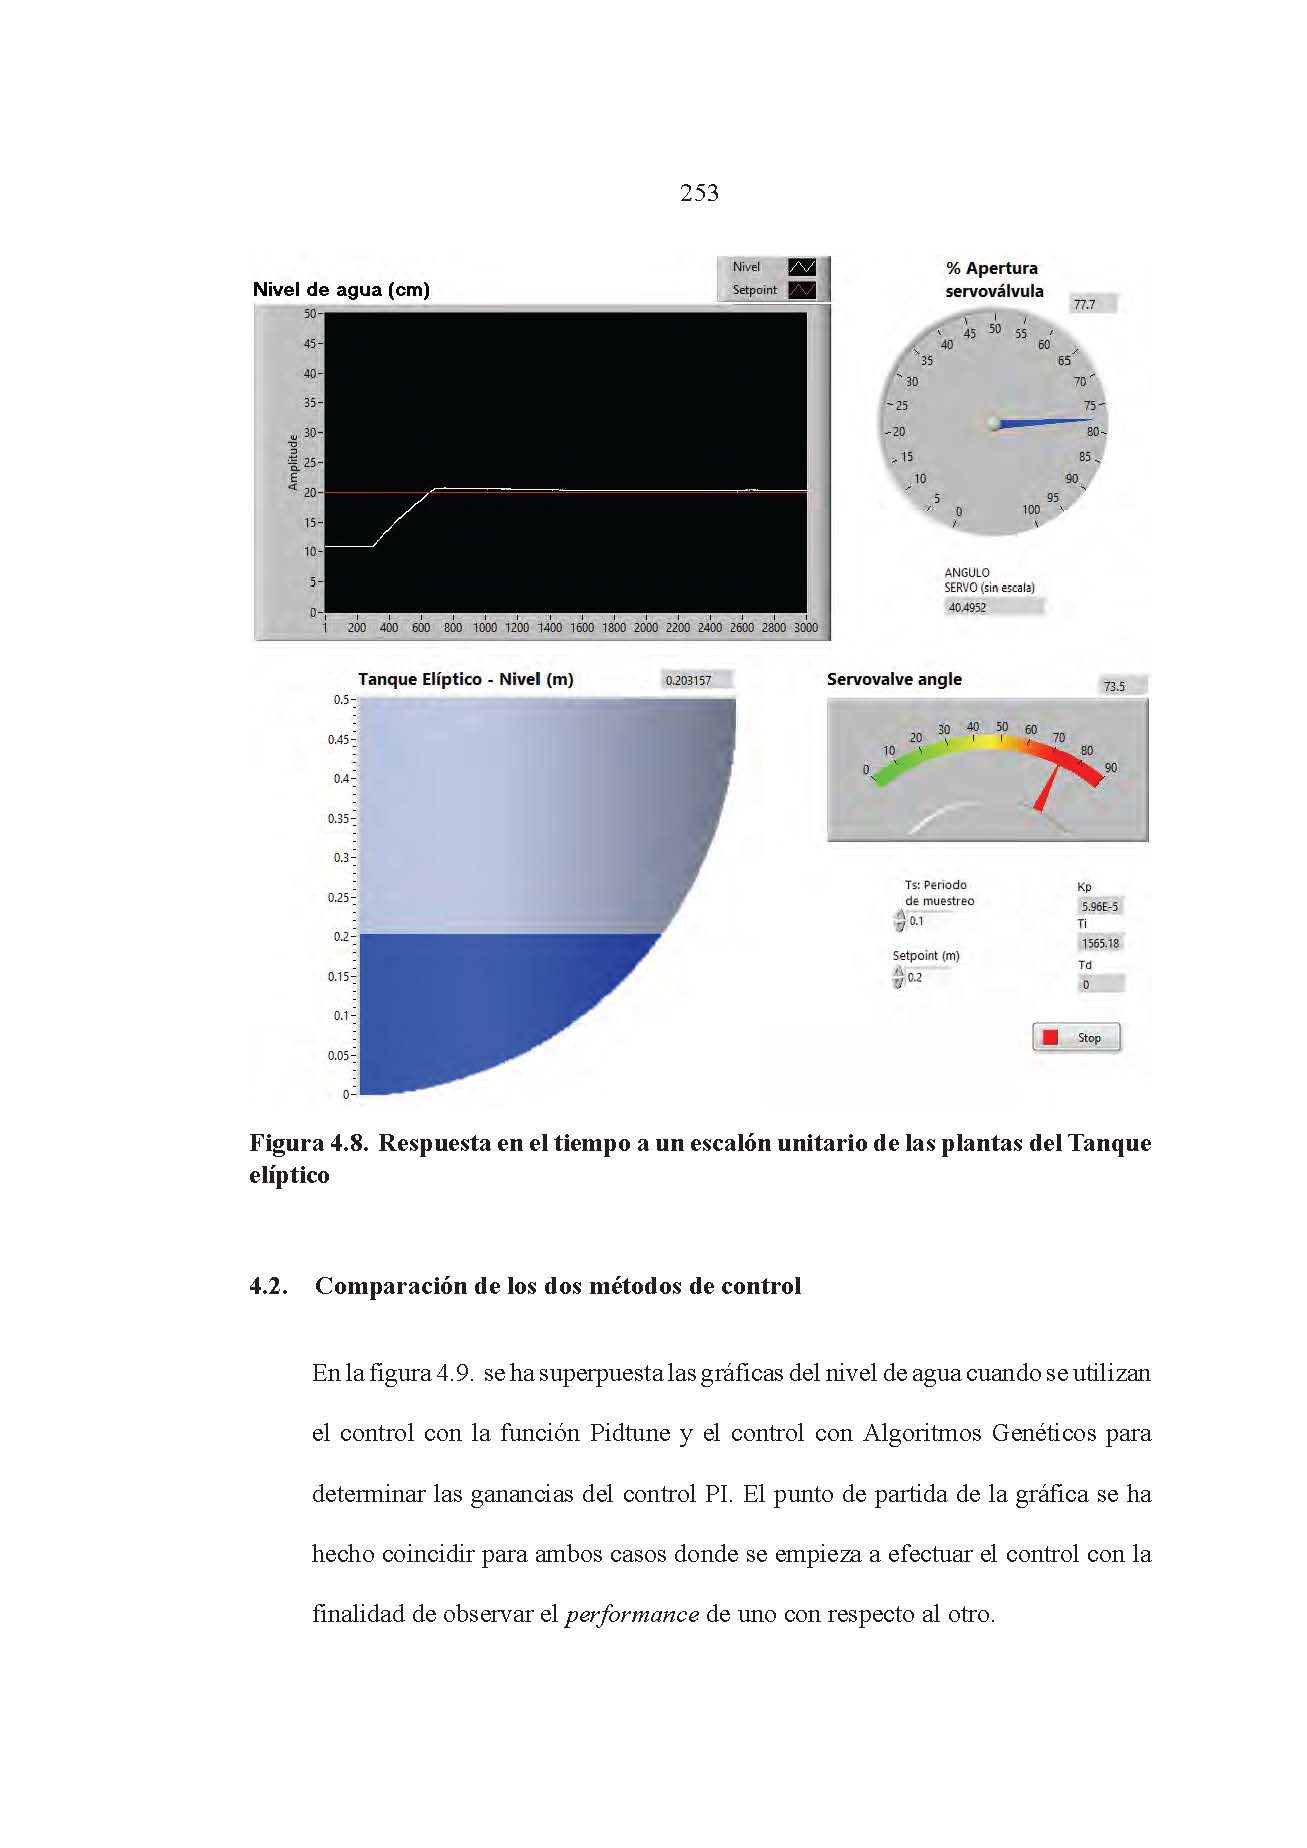 253
Nivel de agua (cm)
Nivel
Setpoint
Amplitude
50
45
40
35
30
25
20
15
10
5
0
1 200 400 600 800 1000 1200 1400 1600 1800 2000 2200 2400 2600 2800 3000
% Apertura
servoválvula
77.7
0 5 10 15 20 25 30 35 40 45 50 55 60 65 70 75 80 85 90 95 100
ANGULO
SERVO (sin escala)
40.4952
Tanque Elíptico - Nivel (m)
0.203157
0.5
0.45
0.4
0.35
0.3
0.25
0.2
0.15
0.1
0.05
0
Servovalve angle
73.5
0 10 20 30 40 50 60 70 80 90
Ts: Periodo
de muestreo
0.1
Setpoint (m)
0.2
Kp
5.96E-5
Ti
1565.18
Td
0
Stop
Figura 4.8. Respuesta en el tiempo a un escalón unitario de las plantas del Tanque
elíptico
4.2. Comparación de los dos métodos de control
En la figura 4.9. se ha superpuesta las gráficas del nivel de agua cuando se utilizan
el control con la función Pidtune y el control con Algoritmos Genéticos para
determinar las ganancias del control PI. El punto de partida de la gráfica se ha
hecho coincidir para ambos casos donde se empieza a efectuar el control con la
finalidad de observar el performance de uno con respecto al otro.